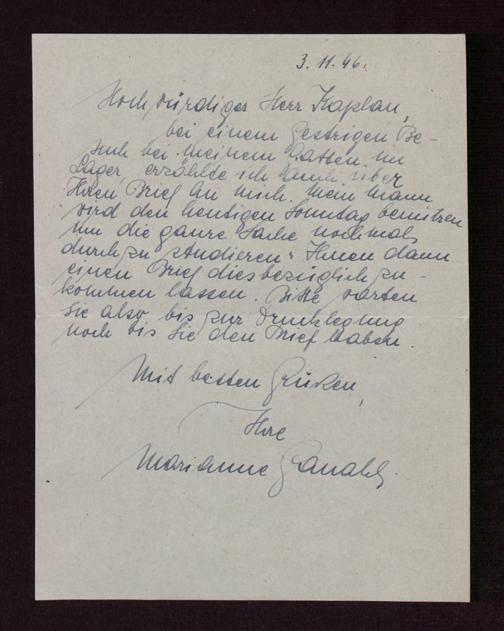 3. 11. 46.
Hochwürdiger Herr Kaplan,
bei einem gestrigen Be-
such bei meinem Gatten im
Lager, erzählte ich ihm über
Ihren Brief an mich. Mein Mann
wird den heutigen Sonntag benützen
um die ganze Sache nochmals
durchzustudieren u. Ihnen dann
einen Brief diesbezüglich zu-
kommen lassen. Bitte warten
Sie also bis zur Drucklegung
noch bis Sie den Brief haben.
Mit besten Grüßen,
Ihre
Marianne Ganahl.